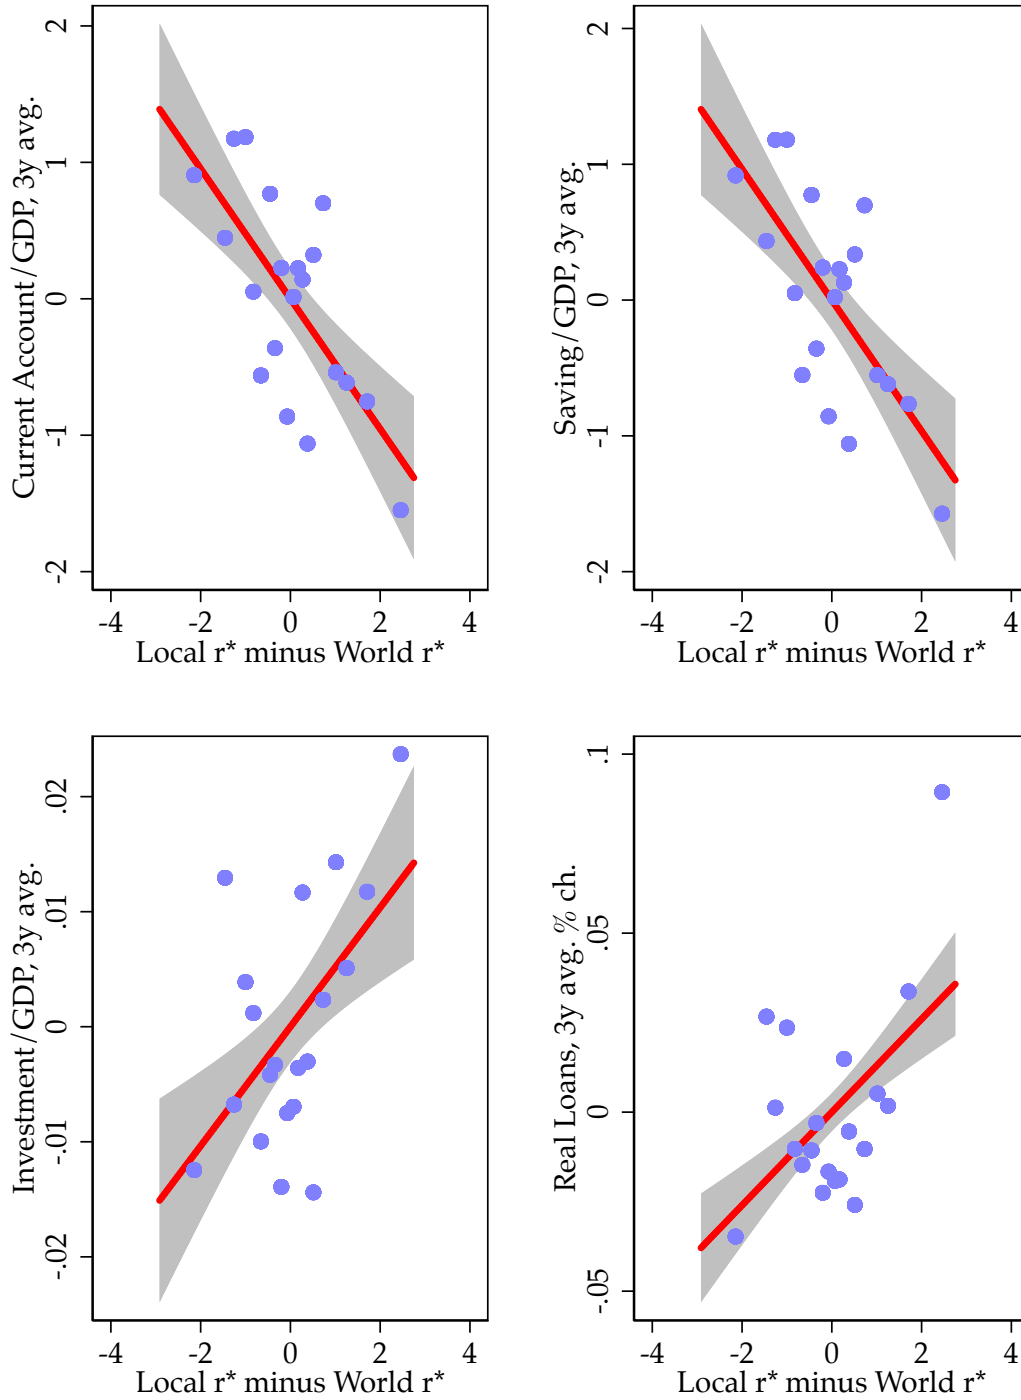 Current Account/GDP, 3y avg.
2
1
0
-1
-2
-4 -2 0 2 4
Local r* minus World r*
Saving/GDP, 3y avg.
2
1
0
-1
-2
-4 -2 0 2 4
Local r* minus World r*
Investment/GDP, 3y avg.
.02
.01
0
-.01
-.02
-4 -2 0 2 4
Local r* minus World r*
Real Loans, 3y avg. % ch.
.1
.05
0
-.05
-4 -2 0 2 4
Local r* minus World r*